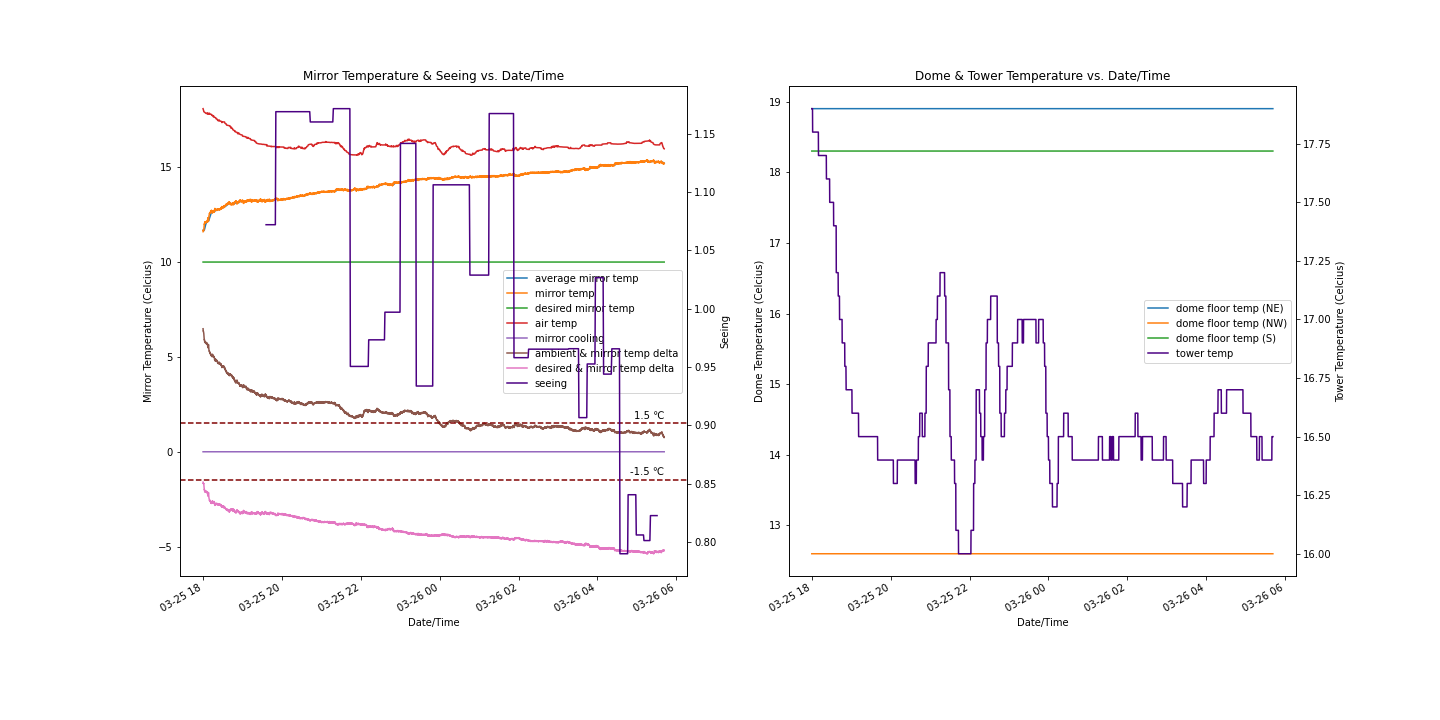 Mirror Temperature & Seeing vs. Date/Time
Mirror Temperature (Celcius)
15
10
5
0
−5
1.5 °C
-1.5 °C
average mirror temp
mirror temp
desired mirror temp
air temp
mirror cooling
ambient & mirror temp delta
desired & mirror temp delta
seeing
1.15
1.10
1.05
1.00
0.95
0.90
0.85
0.80
Seeing
03-25 18
03-25 20
03-25 22
03-26 00
03-26 02
03-26 04
03-26 06
Date/Time
Dome & Tower Temperature vs. Date/Time
Dome Temperature (Celcius)
19
18
17
16
15
14
13
dome floor temp (NE)
dome floor temp (NW)
dome floor temp (S)
tower temp
17.75
17.50
17.25
17.00
16.75
16.50
16.25
16.00
Tower Temperature (Celcius)
03-25 18
03-25 20
03-25 22
03-26 00
03-26 02
03-26 04
03-26 06
Date/Time